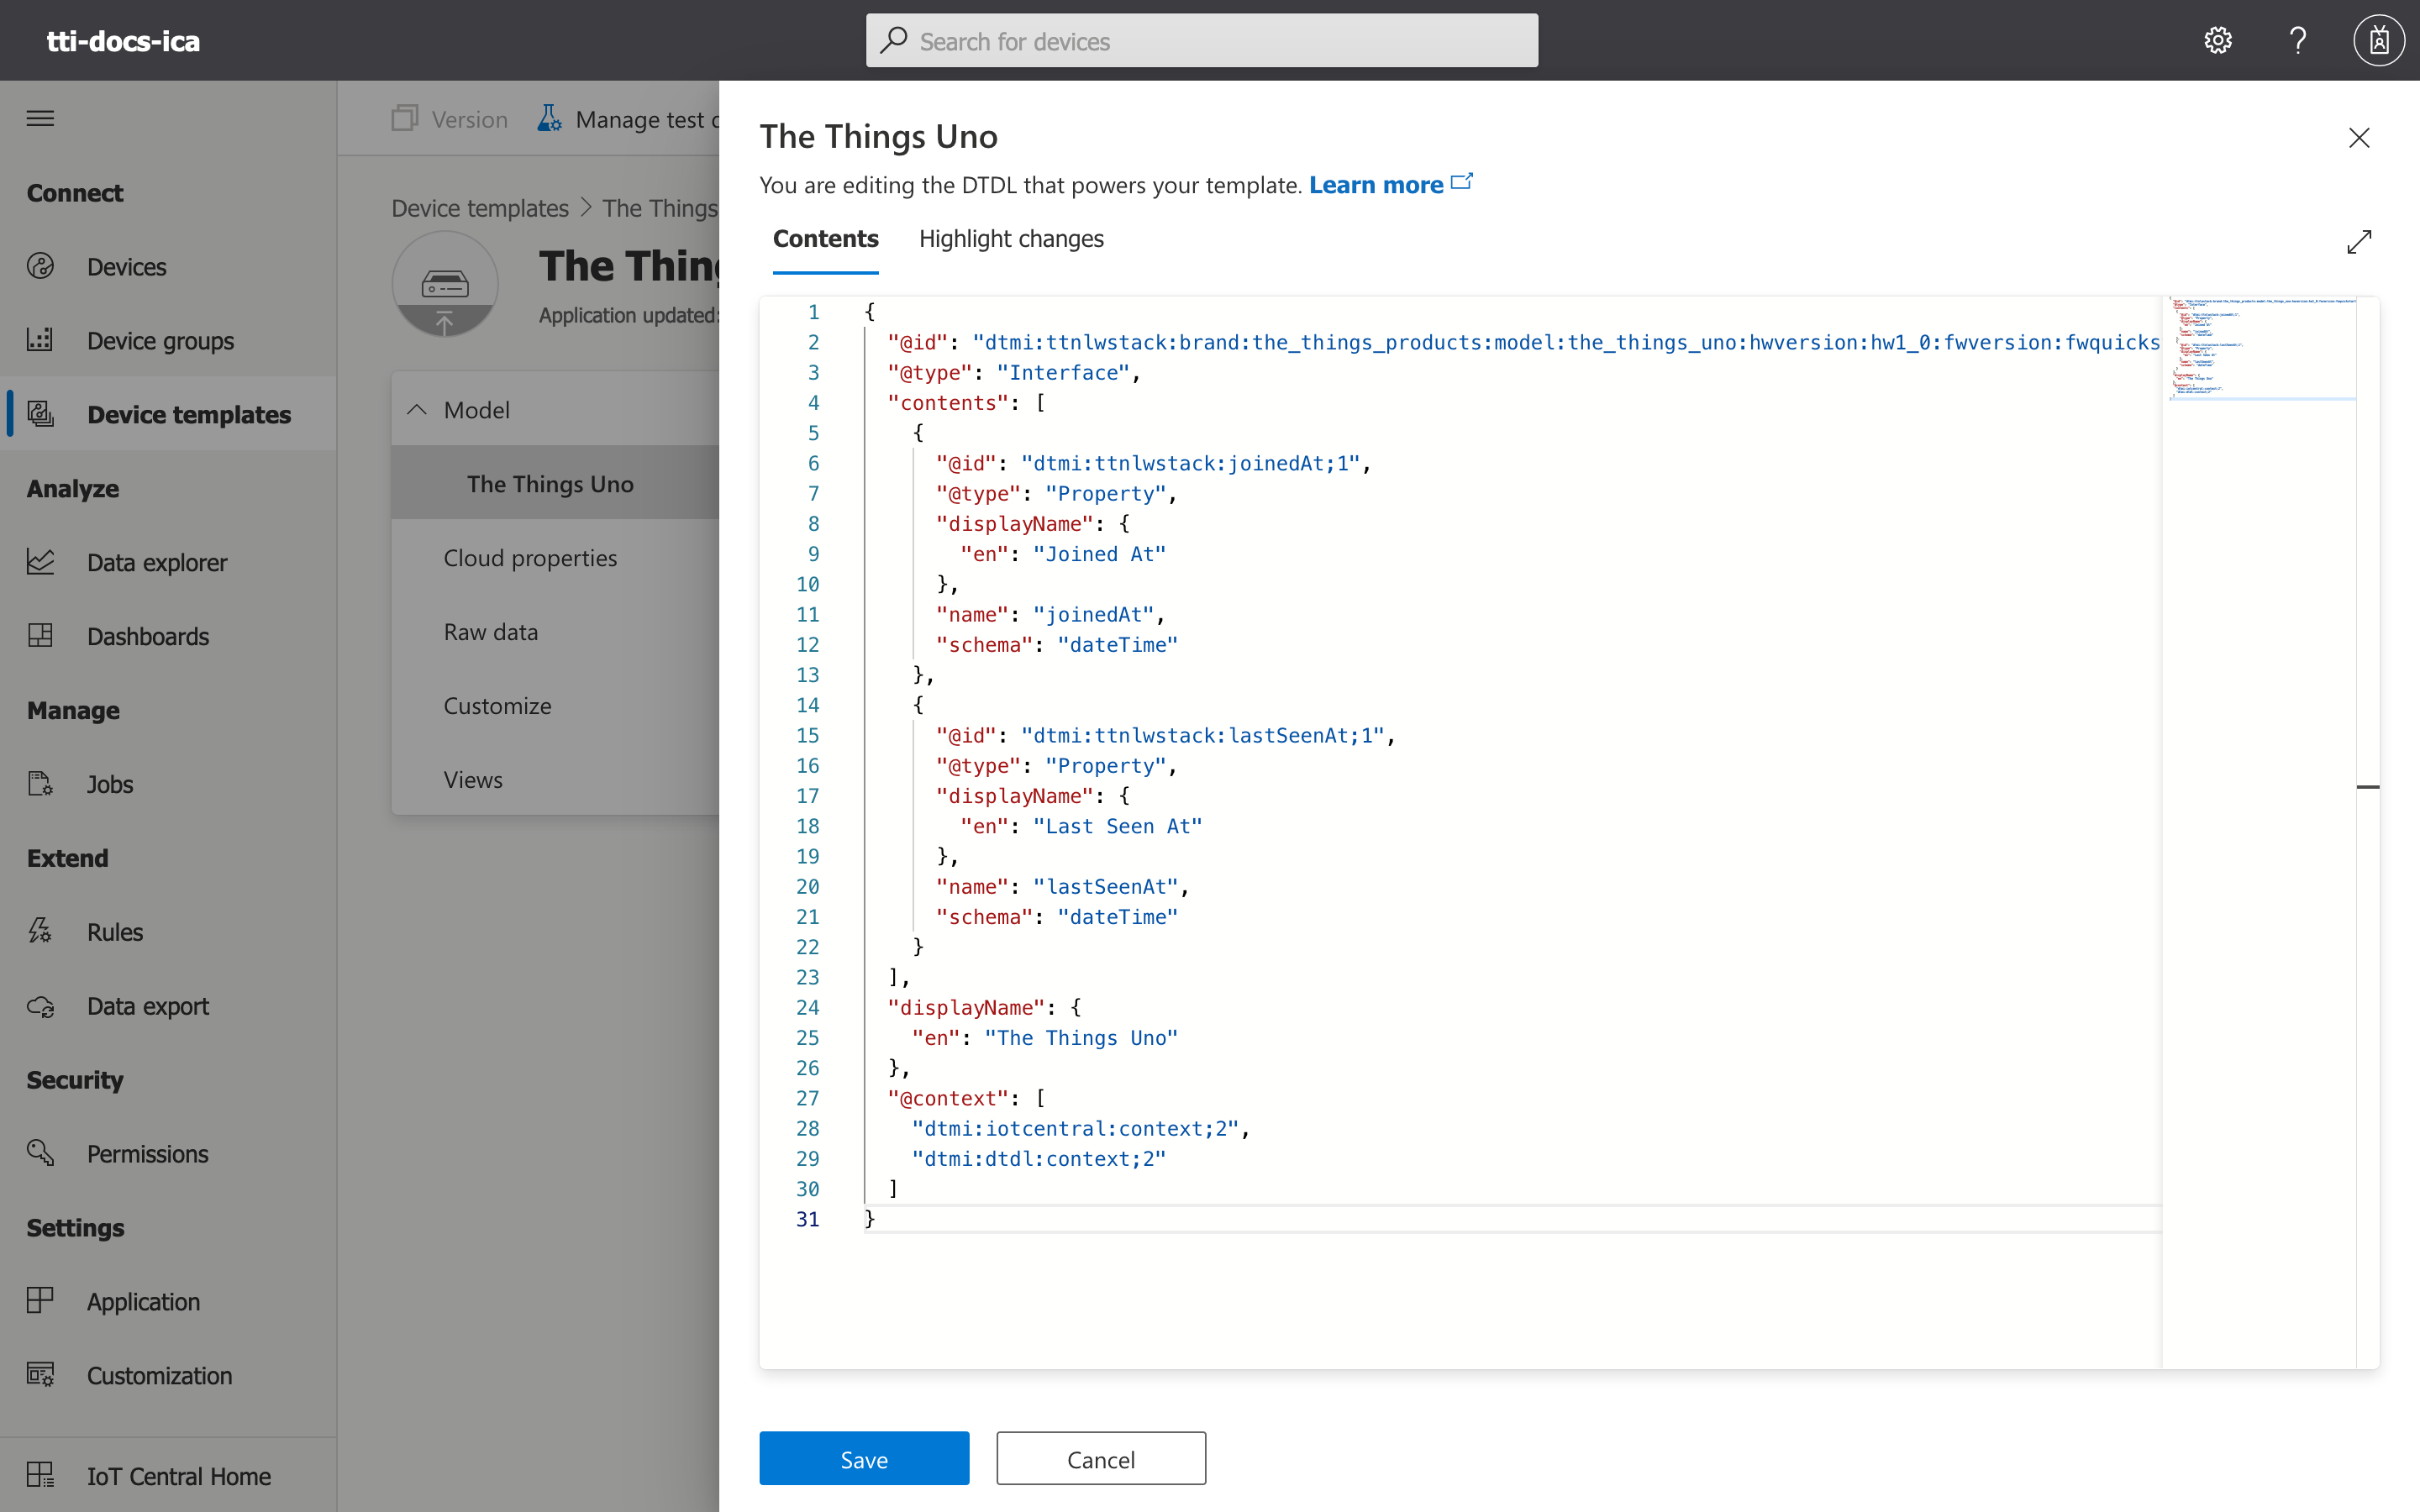 tti-docs-ica
Search for devices
?
Connect
Devices
Device groups
Device templates
Analyze
Data explorer
Dashboards
Manage
Jobs
Extend
Rules
Data export
Security
Permissions
Settings
Application
Customization
IoT Central Home
Version
Manage test
Device templates > The Things
The Thing
Application updated:
Model
The Things Uno
Cloud properties
Raw data
Customize
Views
The Things Uno
You are editing the DTDL that powers your template. Learn more
Contents Highlight changes
1 {
2 "@id": "dtmi:ttnlwstack:brand:the_things_products:model:the_things_uno:hwversion:hw1_0:fwversion:fwquicks
3 "@type": "Interface",
4 "contents": [
5 {
6 "@id": "dtmi:ttnlwstack:joinedAt;1",
7 "@type": "Property",
8 "displayName": {
9 "en": "Joined At"
10 },
11 "name": "joinedAt",
12 "schema": "dateTime"
13 },
14 {
15 "@id": "dtmi:ttnlwstack:lastSeenAt;1",
16 "@type": "Property",
17 "displayName": {
18 "en": "Last Seen At"
19 },
20 "name": "lastSeenAt",
21 "schema": "dateTime"
22 }
23 ],
24 "displayName": {
25 "en": "The Things Uno"
26 },
27 "@context": [
28 "dtmi:iotcentral:context;2",
29 "dtmi:dtdl:context;2"
30 ]
31 }
Save
Cancel